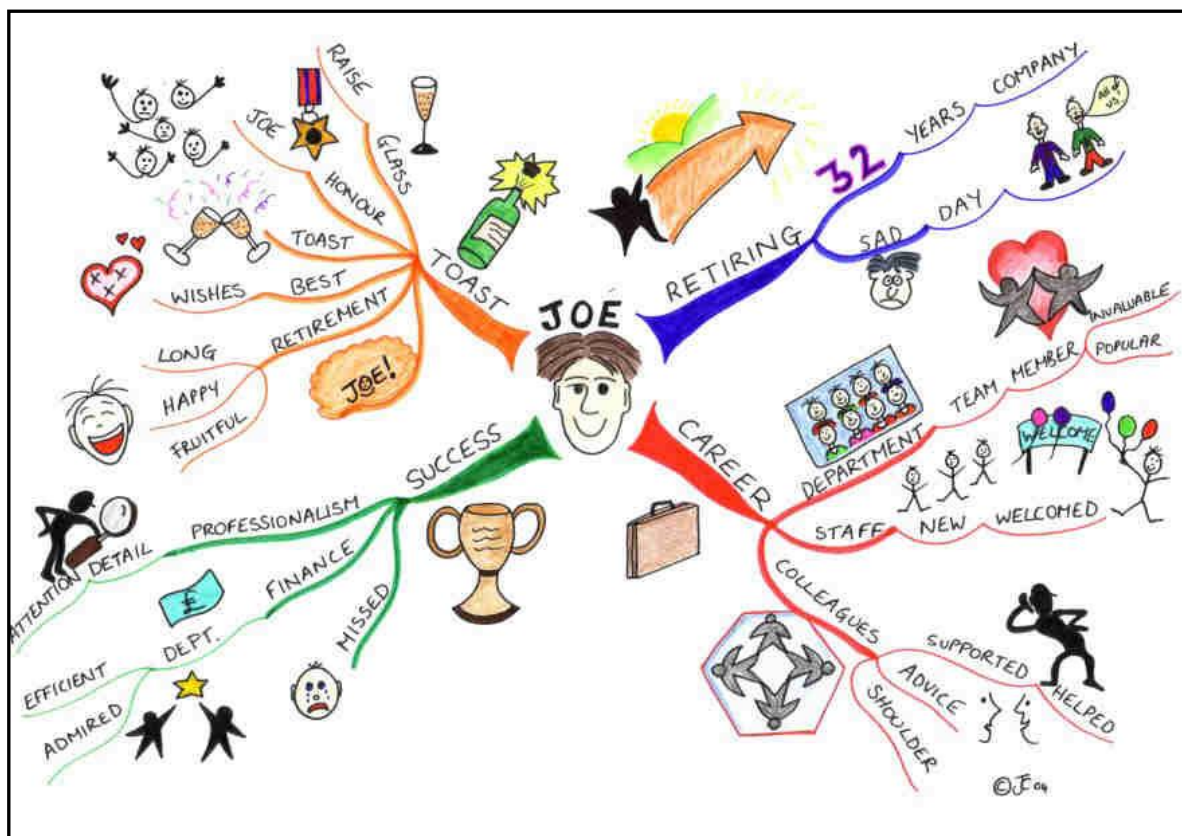 JOE
RETIRING
32
YEARS
COMPANY
SAD
DAY
All of
us!
CAREER
DEPARTMENT
TEAM
MEMBER
INVALUABLE
POPULAR
STAFF
NEW
WELCOMED
WELCOME
COLLEAGUES
SUPPORTED
HELPED
ADVICE
SHOULDER
SUCCESS
PROFESSIONALISM
DETAIL
ATTENTION
FINANCE
DEPT.
EFFICIENT
ADMIRED
£
MISSED
TOAST
RAISE
GLASS
JOE
HONOUR
TOAST
BEST
WISHES
X X
X X
RETIREMENT
LONG
HAPPY
FRUITFUL
JOE!
©JE 04